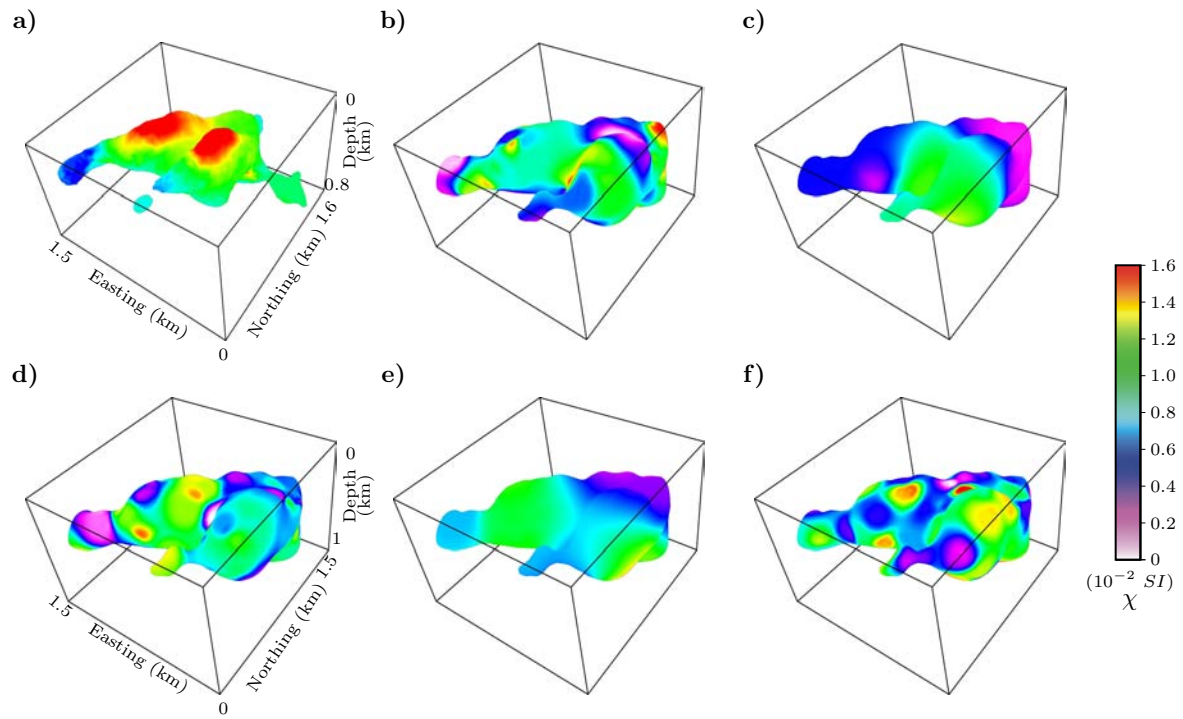 a)
b)
c)
0
Depth
(km)
0.8
1.6
Northing (km)
1.5
Easting (km)
0
1.6
1.4
1.2
1.0
0.8
0.6
0.4
0.2
0
(10⁻² SI)
χ
d)
e)
f)
0
Depth
(km)
1
1.5
Northing (km)
1.5
Easting (km)
0